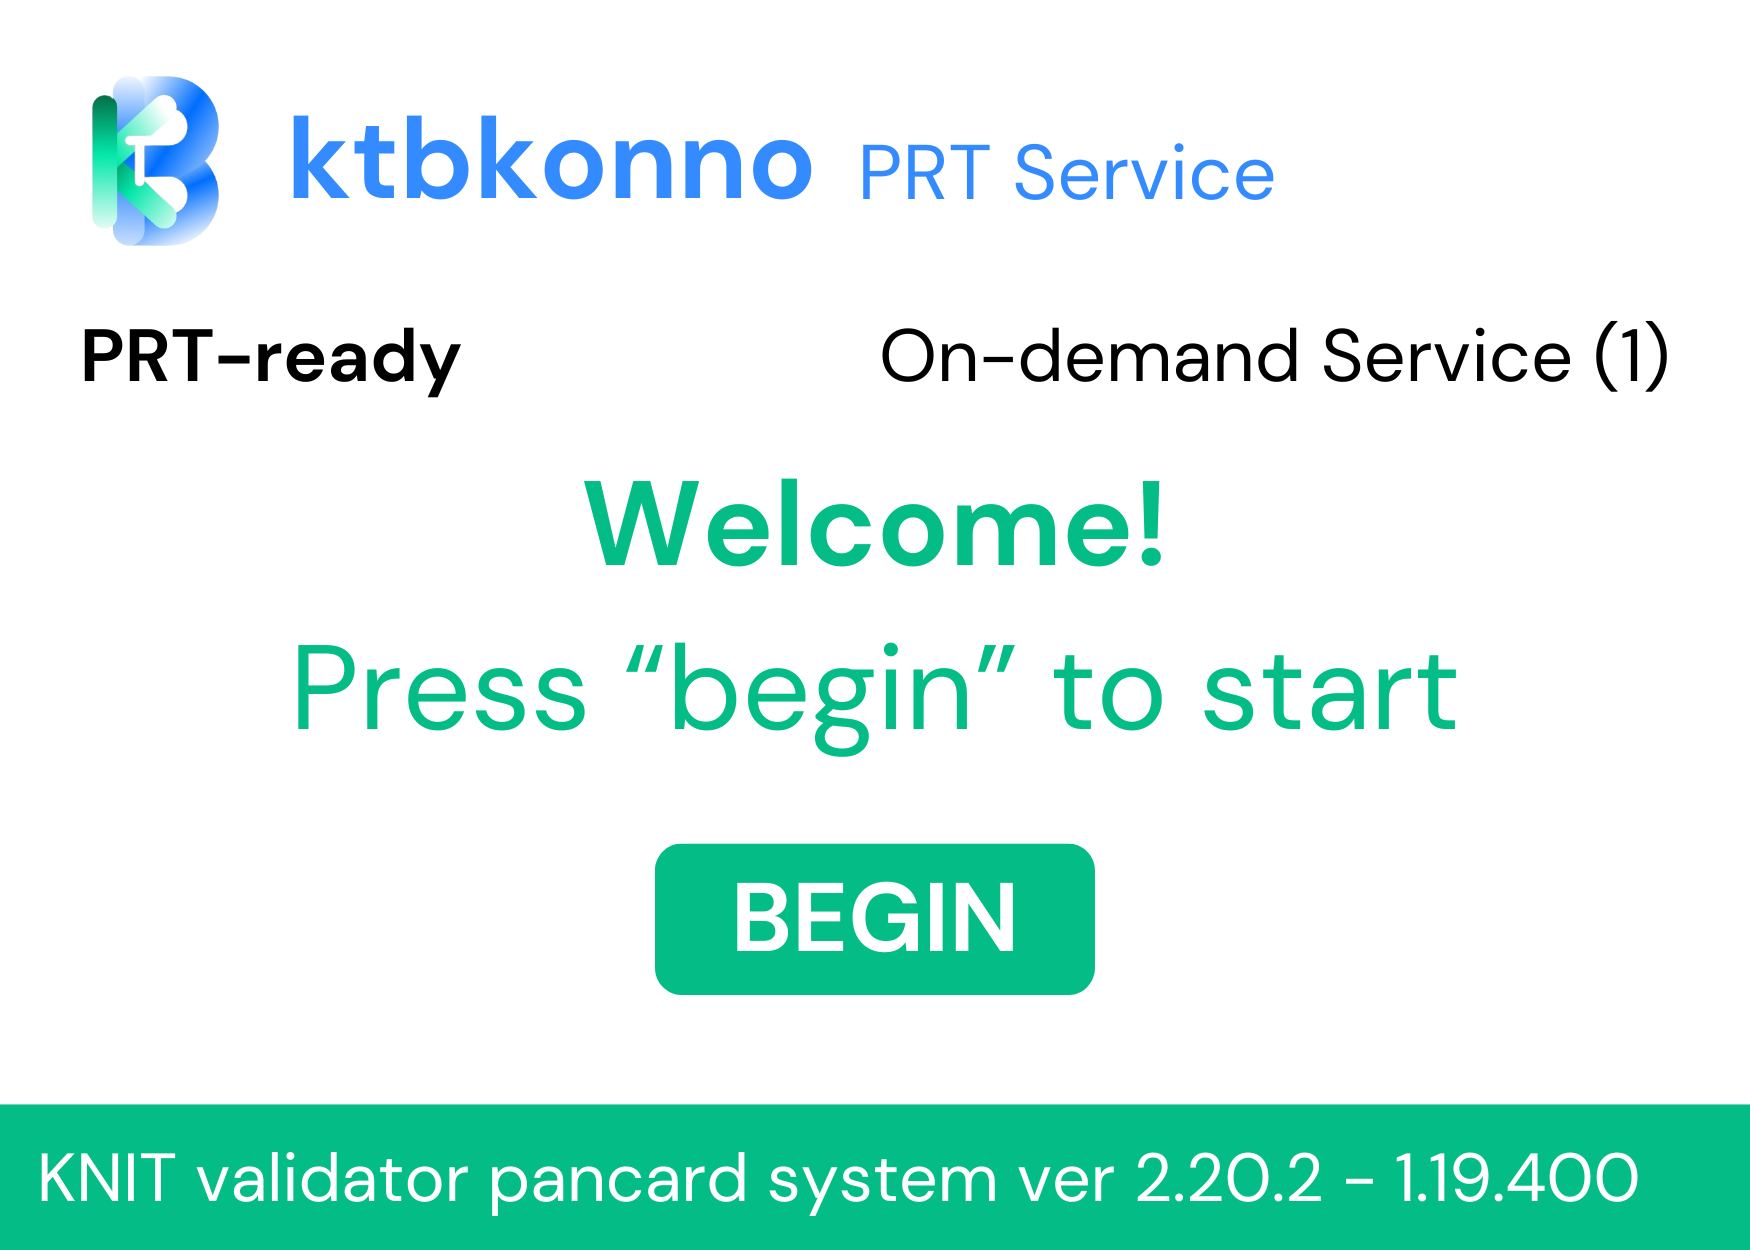 ktbkonno PRT Service
PRT-ready On-demand Service (1)
Welcome!
Press “begin” to start
BEGIN
KNIT validator pancard system ver 2.20.2 - 1.19.400